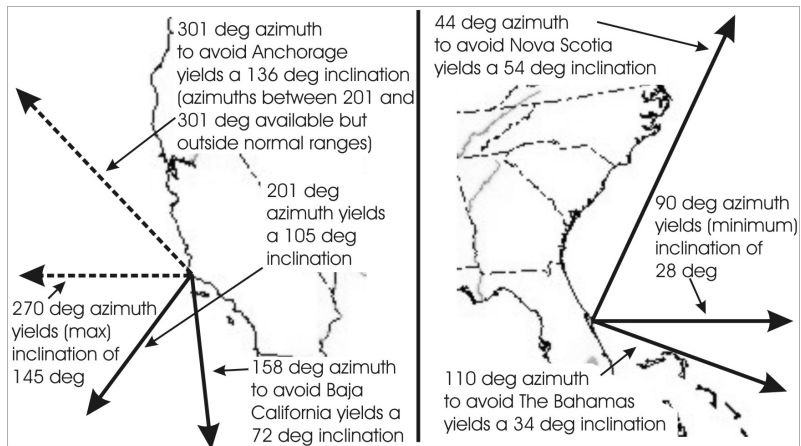 301 deg azimuth
to avoid Anchorage
yields a 136 deg inclination
(azimuths between 201 and
301 deg available but
outside normal ranges)
201 deg
azimuth yields
a 105 deg
inclination
270 deg azimuth
yields (max)
inclination of
145 deg
158 deg azimuth
to avoid Baja
California yields a
72 deg inclination
44 deg azimuth
to avoid Nova Scotia
yields a 54 deg inclination
90 deg azimuth
yields (minimum)
inclination of
28 deg
110 deg azimuth
to avoid The Bahamas
yields a 34 deg inclination